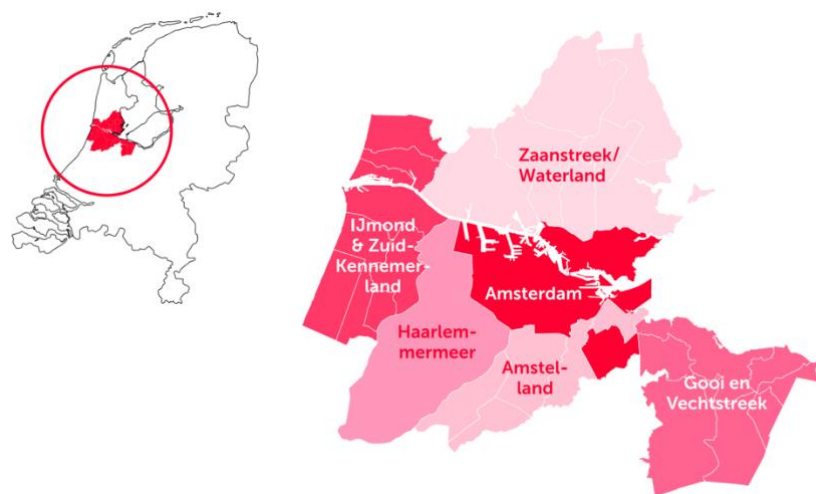 Zaanstreek/
Waterland
IJmond
& Zuid-
Kennemer-
land
Amsterdam
Haarlem-
mermeer
Amstel-
land
Gooi en
Vechtstreek